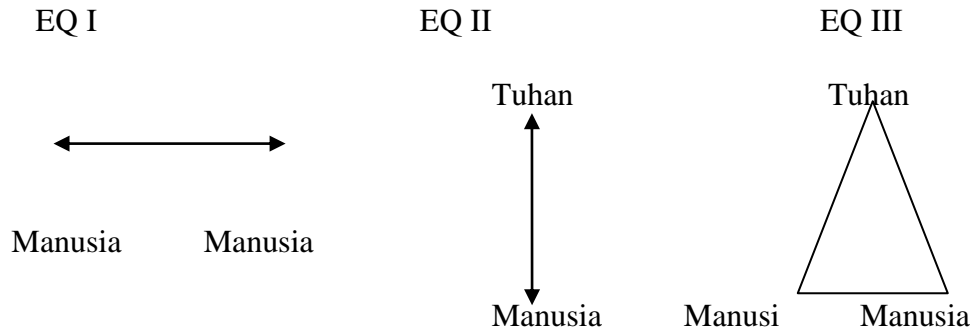 EQ I EQ II EQ III
Tuhan Tuhan
Manusia Manusia
Manusia Manusi Manusia